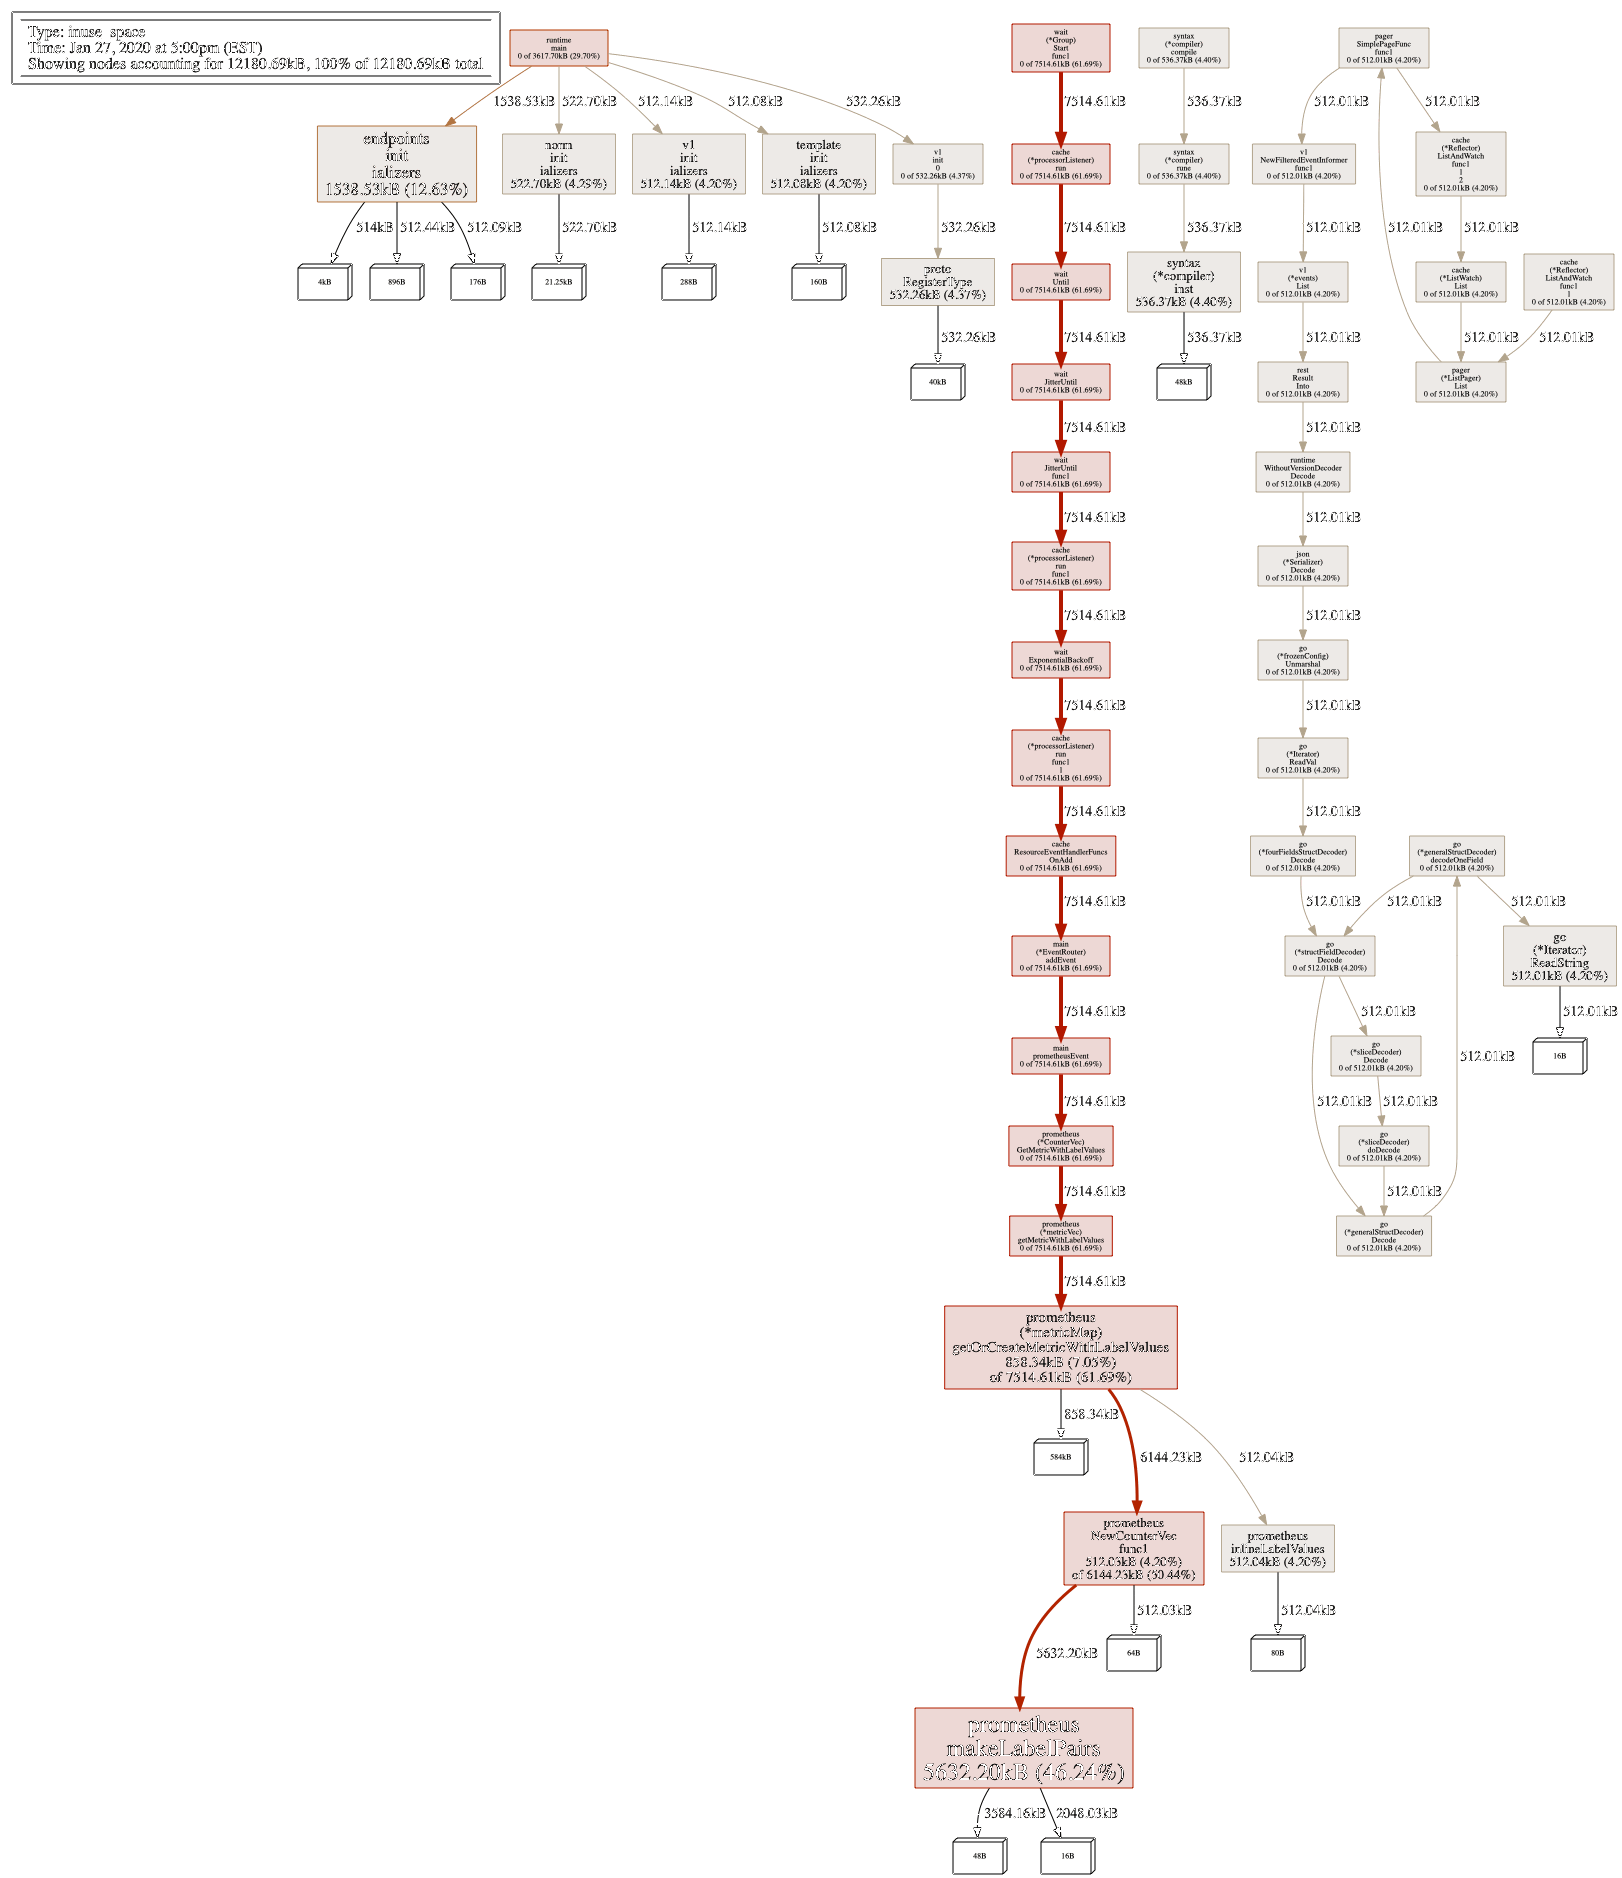 Type: inuse_space
Time: Jan 27, 2020 at 5:00pm (EST)
Showing nodes accounting for 12180.69kB, 100% of 12180.69kB total
runtime
main
0 of 3617.70kB (29.70%)
wait
(*Group)
Start
func1
0 of 7514.61kB (61.69%)
syntax
(*compiler)
compile
0 of 536.37kB (4.40%)
pager
SimplePageFunc
func1
0 of 512.01kB (4.20%)
1538.53kB
522.70kB
512.14kB
512.08kB
532.26kB
7514.61kB
536.37kB
512.01kB
512.01kB
endpoints
init
ializers
1538.53kB (12.63%)
norm
init
ializers
522.70kB (4.29%)
v1
init
ializers
512.14kB (4.20%)
template
init
ializers
512.08kB (4.20%)
v1
init
0
0 of 532.26kB (4.37%)
cache
(*processorListener)
run
0 of 7514.61kB (61.69%)
syntax
(*compiler)
rune
0 of 536.37kB (4.40%)
v1
NewFilteredEventInformer
func1
0 of 512.01kB (4.20%)
cache
(*Reflector)
ListAndWatch
func1
1
2
0 of 512.01kB (4.20%)
514kB
512.44kB
512.09kB
522.70kB
512.14kB
512.08kB
532.26kB
7514.61kB
536.37kB
512.01kB
512.01kB
512.01kB
4kB
896B
176B
21.25kB
288B
160B
proto
RegisterType
532.26kB (4.37%)
wait
Until
0 of 7514.61kB (61.69%)
syntax
(*compiler)
inst
536.37kB (4.40%)
v1
(*events)
List
0 of 512.01kB (4.20%)
cache
(*ListWatch)
List
0 of 512.01kB (4.20%)
cache
(*Reflector)
ListAndWatch
func1
1
0 of 512.01kB (4.20%)
532.26kB
7514.61kB
536.37kB
512.01kB
512.01kB
512.01kB
40kB
wait
JitterUntil
0 of 7514.61kB (61.69%)
48kB
rest
Result
Into
0 of 512.01kB (4.20%)
pager
(*ListPager)
List
0 of 512.01kB (4.20%)
7514.61kB
512.01kB
wait
JitterUntil
func1
0 of 7514.61kB (61.69%)
runtime
WithoutVersionDecoder
Decode
0 of 512.01kB (4.20%)
7514.61kB
512.01kB
cache
(*processorListener)
run
func1
0 of 7514.61kB (61.69%)
json
(*Serializer)
Decode
0 of 512.01kB (4.20%)
7514.61kB
512.01kB
wait
ExponentialBackoff
0 of 7514.61kB (61.69%)
go
(*frozenConfig)
Unmarshal
0 of 512.01kB (4.20%)
7514.61kB
512.01kB
cache
(*processorListener)
run
func1
1
0 of 7514.61kB (61.69%)
go
(*Iterator)
ReadVal
0 of 512.01kB (4.20%)
7514.61kB
512.01kB
cache
ResourceEventHandlerFuncs
OnAdd
0 of 7514.61kB (61.69%)
go
(*fourFieldsStructDecoder)
Decode
0 of 512.01kB (4.20%)
go
(*generalStructDecoder)
decodeOneField
0 of 512.01kB (4.20%)
7514.61kB
512.01kB
512.01kB
512.01kB
main
(*EventRouter)
addEvent
0 of 7514.61kB (61.69%)
go
(*structFieldDecoder)
Decode
0 of 512.01kB (4.20%)
go
(*Iterator)
ReadString
512.01kB (4.20%)
7514.61kB
512.01kB
512.01kB
main
prometheusEvent
0 of 7514.61kB (61.69%)
go
(*sliceDecoder)
Decode
0 of 512.01kB (4.20%)
512.01kB
16B
7514.61kB
512.01kB
512.01kB
prometheus
(*CounterVec)
GetMetricWithLabelValues
0 of 7514.61kB (61.69%)
go
(*sliceDecoder)
doDecode
0 of 512.01kB (4.20%)
7514.61kB
512.01kB
prometheus
(*metricVec)
getMetricWithLabelValues
0 of 7514.61kB (61.69%)
go
(*generalStructDecoder)
Decode
0 of 512.01kB (4.20%)
7514.61kB
prometheus
(*metricMap)
getOrCreateMetricWithLabelValues
858.34kB (7.05%)
of 7514.61kB (61.69%)
858.34kB
6144.23kB
512.04kB
584kB
prometheus
NewCounterVec
func1
512.03kB (4.20%)
of 6144.23kB (50.44%)
prometheus
inlineLabelValues
512.04kB (4.20%)
5632.20kB
512.03kB
512.04kB
64B
80B
prometheus
makeLabelPairs
5632.20kB (46.24%)
3584.16kB
2048.03kB
48B
16B